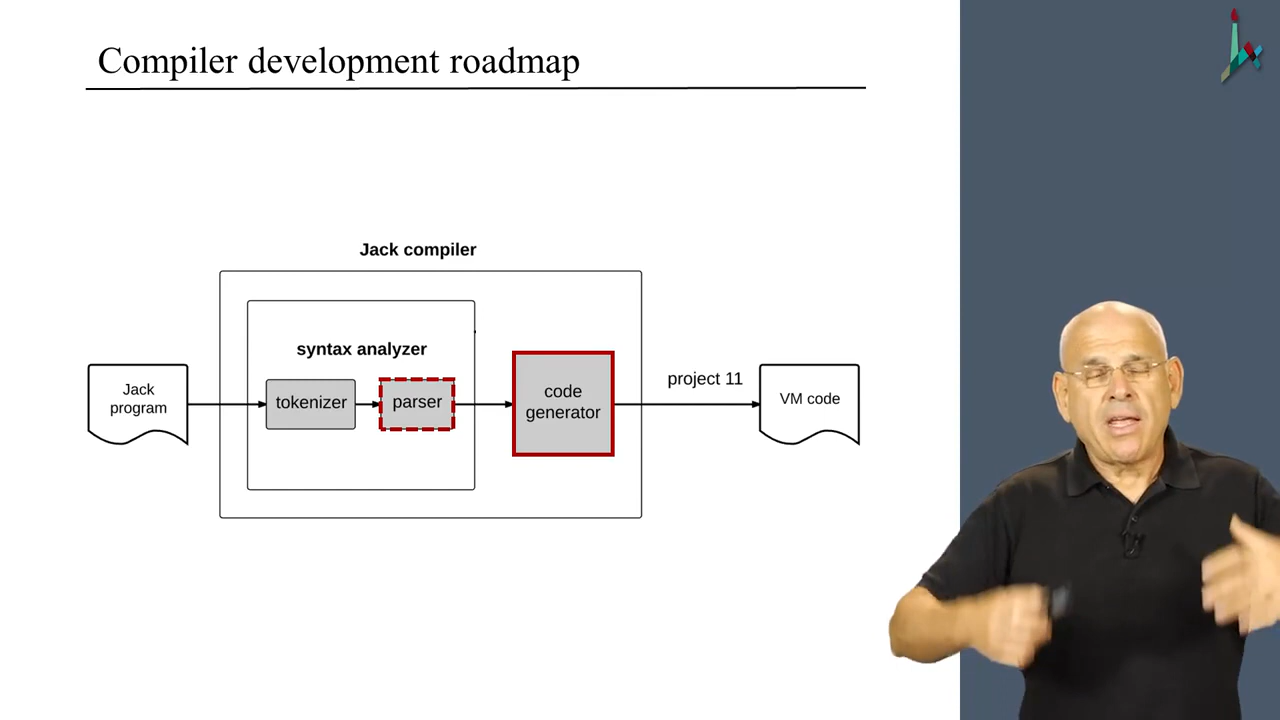 Compiler development roadmap
Jack compiler
syntax analyzer
Jack
program
tokenizer
parser
code
generator
project 11
VM code